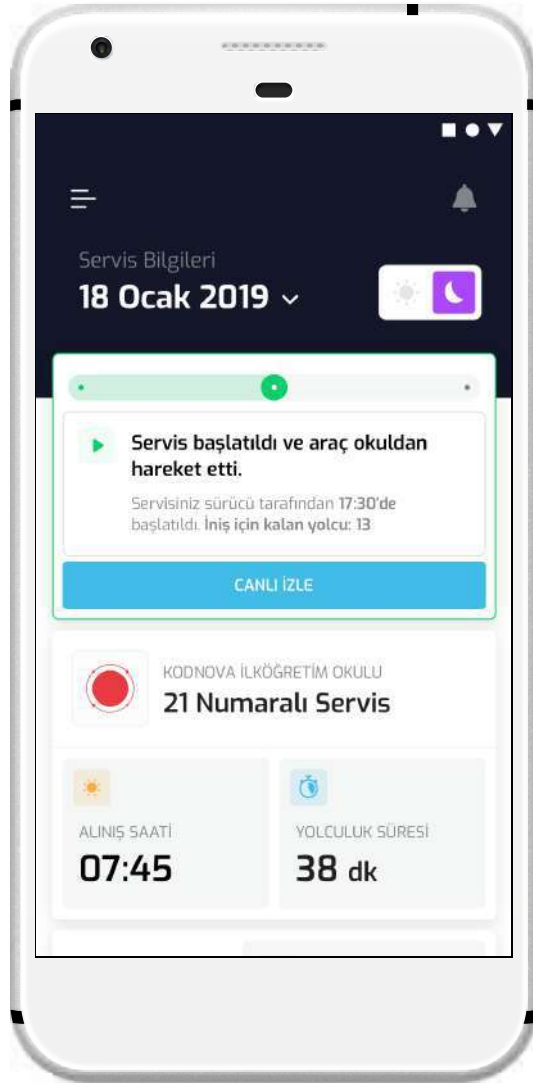 Servis Bilgileri
18 Ocak 2019
Servis başlatıldı ve araç okuldan
hareket etti.
Servisiniz sürücü tarafından 17:30'de
başlatıldı. İniş için kalan yolcu: 13
CANLI İZLE
KODNOVA İLKÖĞRETİM OKULU
21 Numaralı Servis
ALINIŞ SAATİ
YOLCULUK SÜRESİ
07:45
38 dk